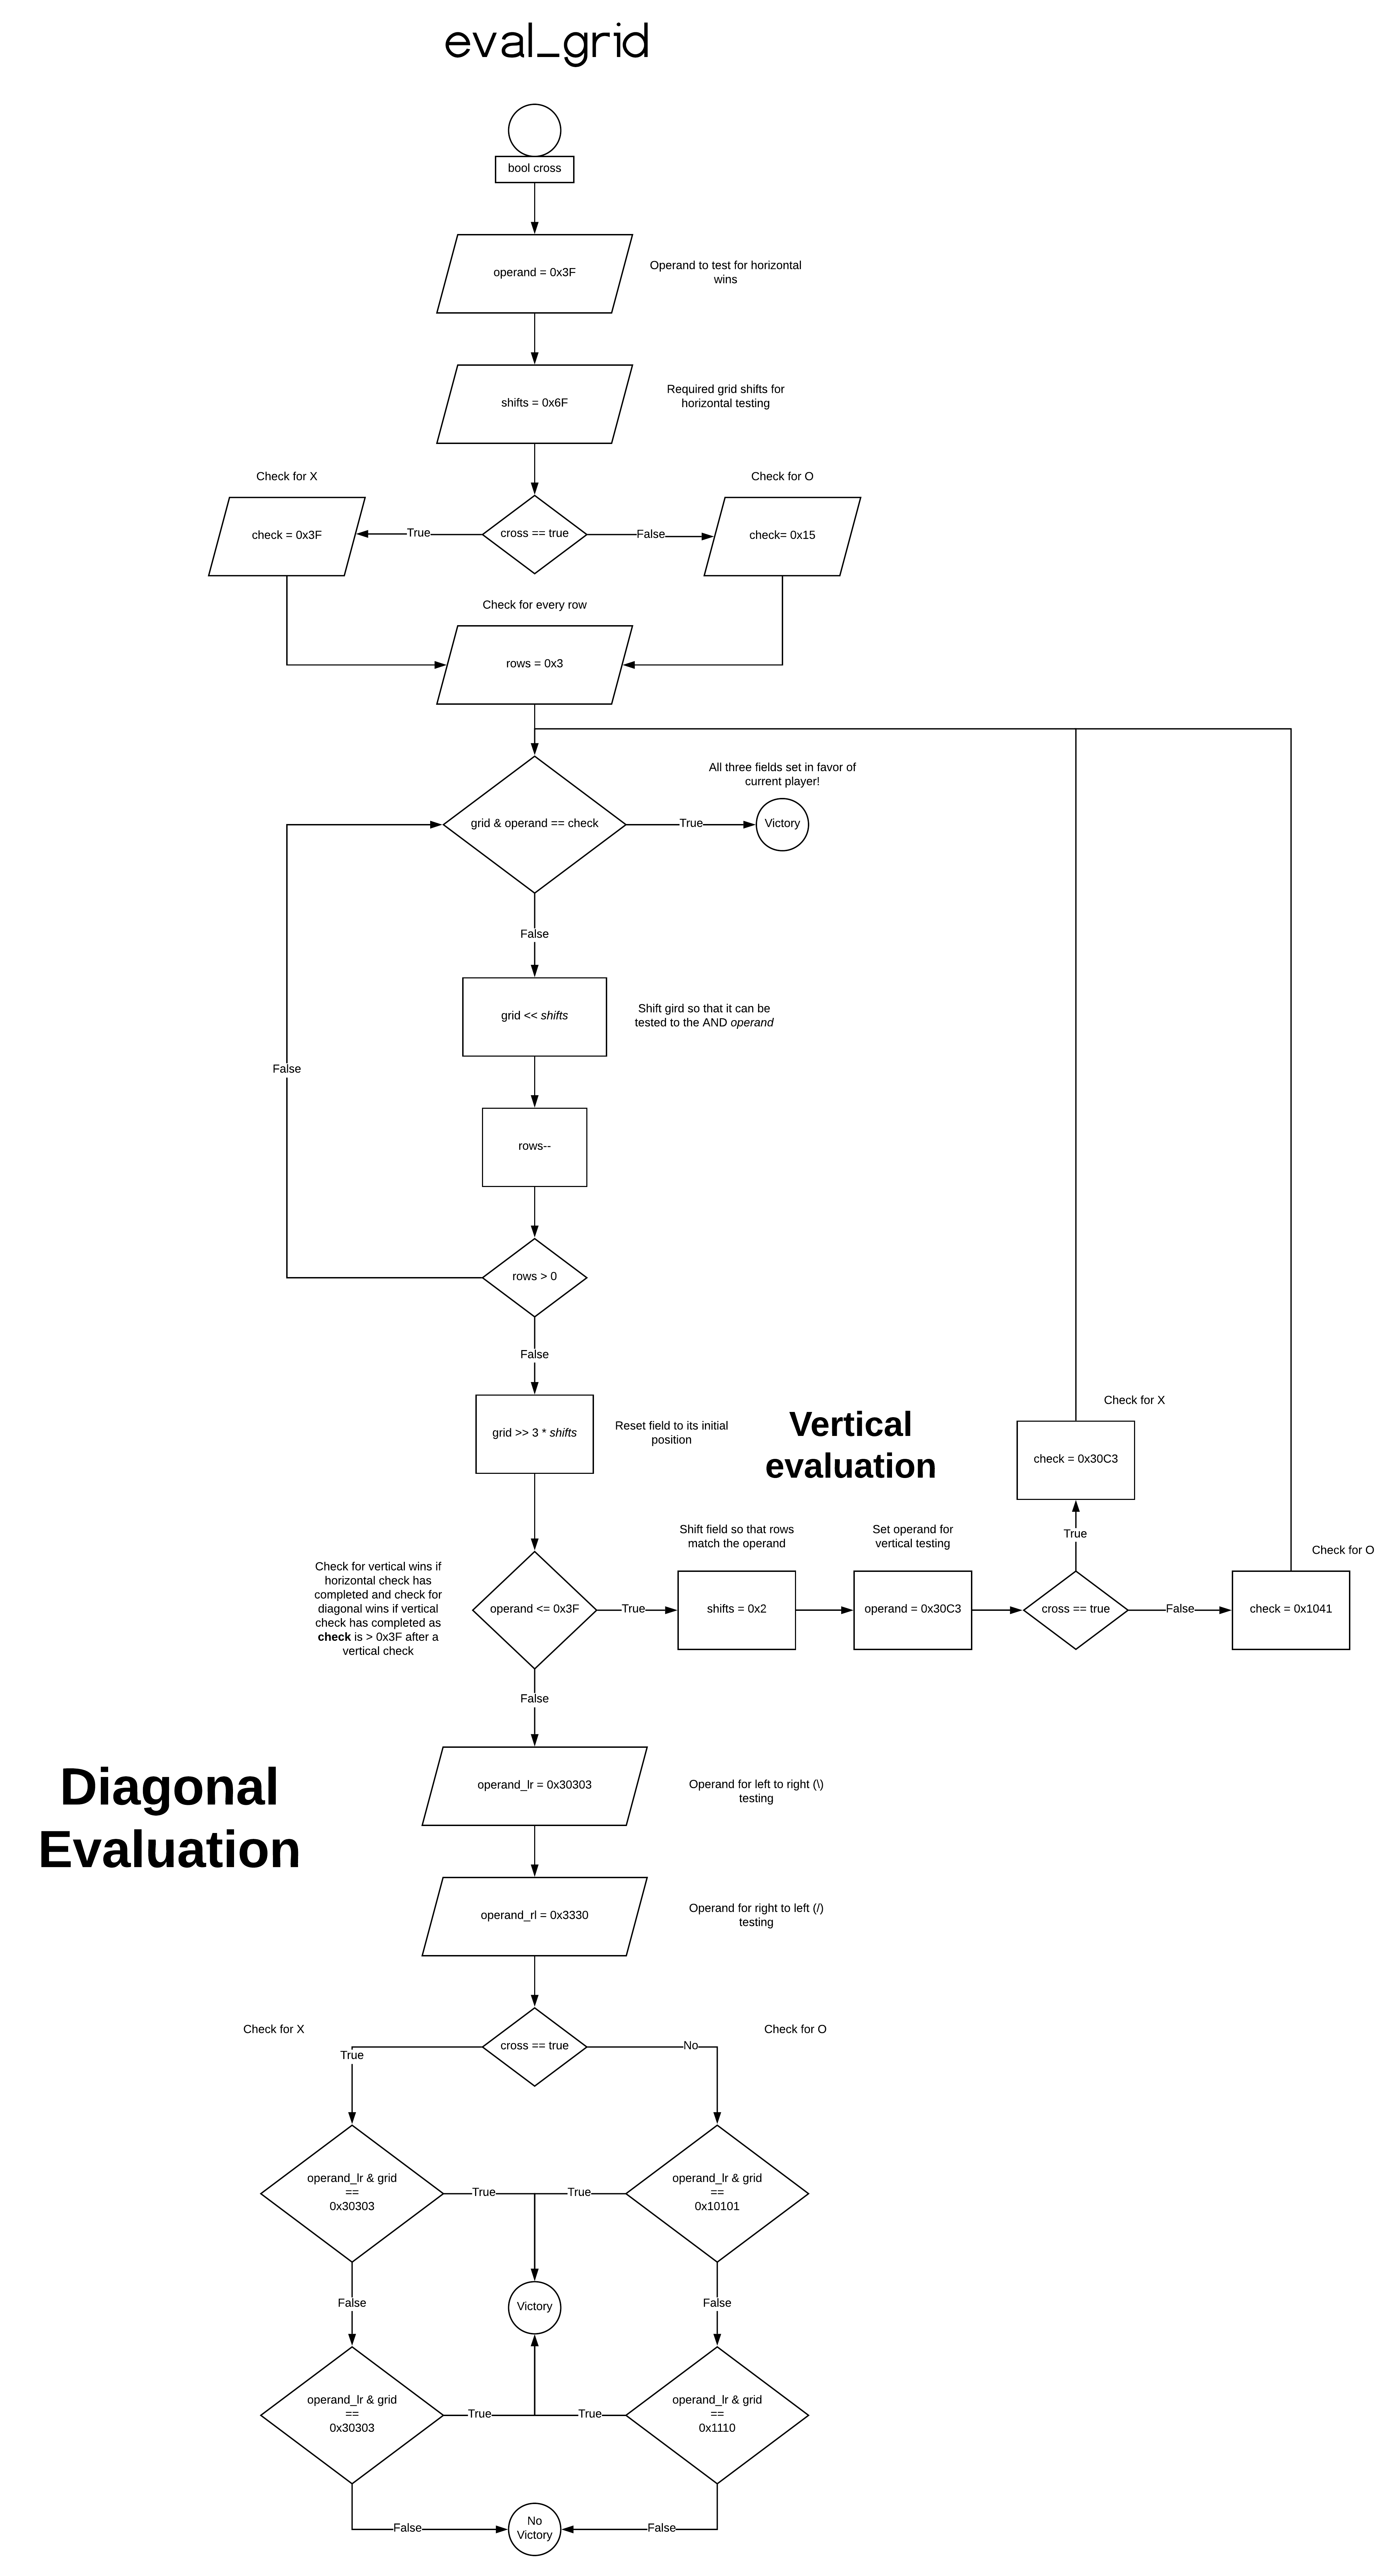 eval_grid
bool cross
operand = 0x3F
Operand to test for horizontal
wins
shifts = 0x6F
Required grid shifts for
horizontal testing
Check for X
Check for O
check = 0x3F
True
cross == true
False
check= 0x15
Check for every row
rows = 0x3
All three fields set in favor of
current player!
grid & operand == check
True
Victory
False
grid << shifts
Shift gird so that it can be
tested to the AND operand
False
rows--
rows > 0
False
grid >> 3 * shifts
Reset field to its initial
position
Vertical
evaluation
Check for X
check = 0x30C3
True
Check for O
Check for vertical wins if
horizontal check has
completed and check for
diagonal wins if vertical
check has completed as
check is > 0x3F after a
vertical check
operand <= 0x3F
True
Shift field so that rows
match the operand
shifts = 0x2
Set operand for
vertical testing
operand = 0x30C3
cross == true
False
check = 0x1041
False
Diagonal
Evaluation
operand_lr = 0x30303
Operand for left to right (\)
testing
operand_rl = 0x3330
Operand for right to left (/)
testing
Check for X
Check for O
True
cross == true
No
operand_lr & grid
==
0x30303
True
True
operand_lr & grid
==
0x10101
False
Victory
False
operand_lr & grid
==
0x30303
True
True
operand_lr & grid
==
0x1110
False
No
Victory
False